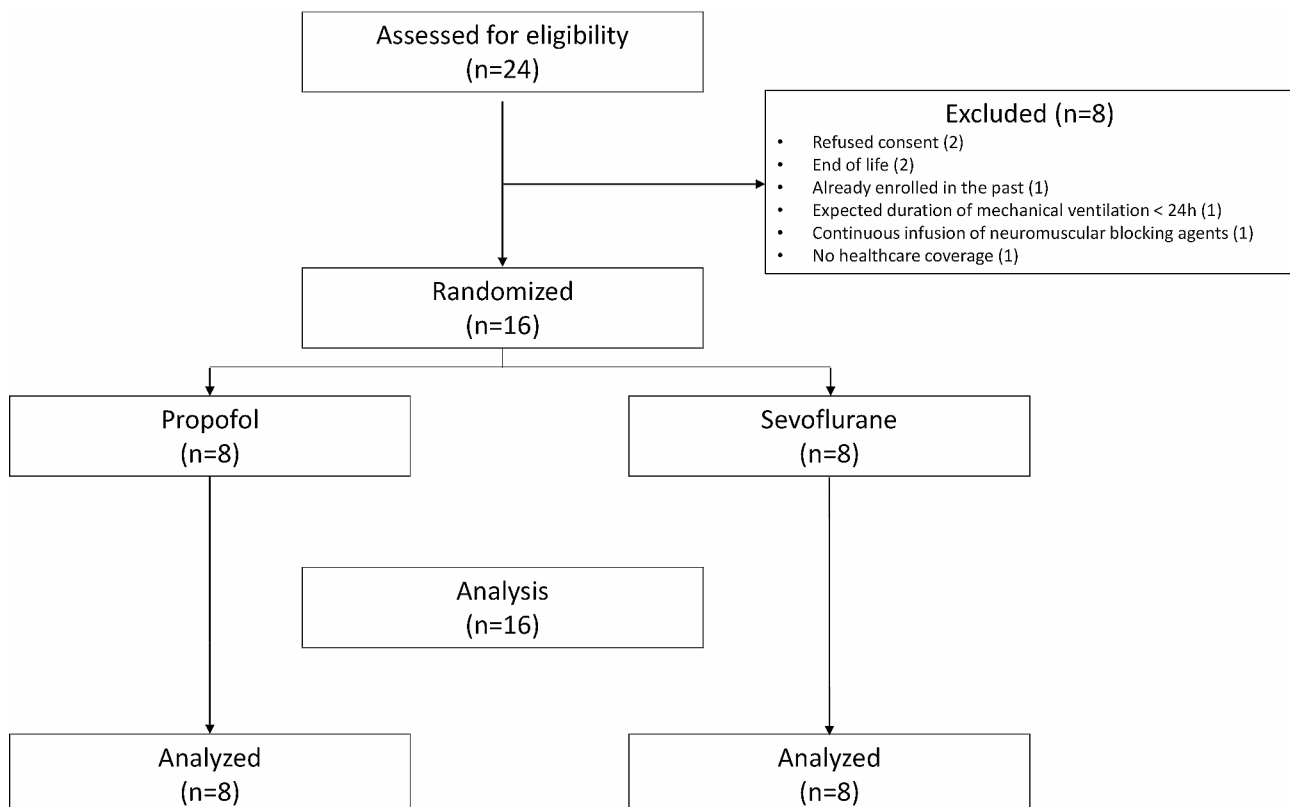 Assessed for eligibility
(n=24)
Excluded (n=8)
• Refused consent (2)
• End of life (2)
• Already enrolled in the past (1)
• Expected duration of mechanical ventilation < 24h (1)
• Continuous infusion of neuromuscular blocking agents (1)
• No healthcare coverage (1)
Randomized
(n=16)
Propofol
(n=8)
Sevoflurane
(n=8)
Analysis
(n=16)
Analyzed
(n=8)
Analyzed
(n=8)